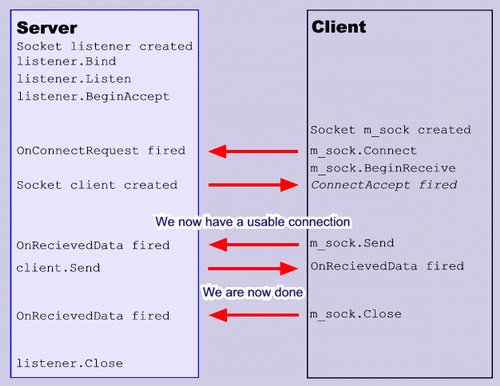 Server
Socket listener created
listener.Bind
listener.Listen
listener.BeginAccept
OnConnectRequest fired
Socket client created
OnRecievedData fired
client.Send
OnRecievedData fired
listener.Close
We now have a usable connection
We are now done
Client
Socket m_sock created
m_sock.Connect
m_sock.BeginReceive
ConnectAccept fired
m_sock.Send
OnRecievedData fired
m_sock.Close